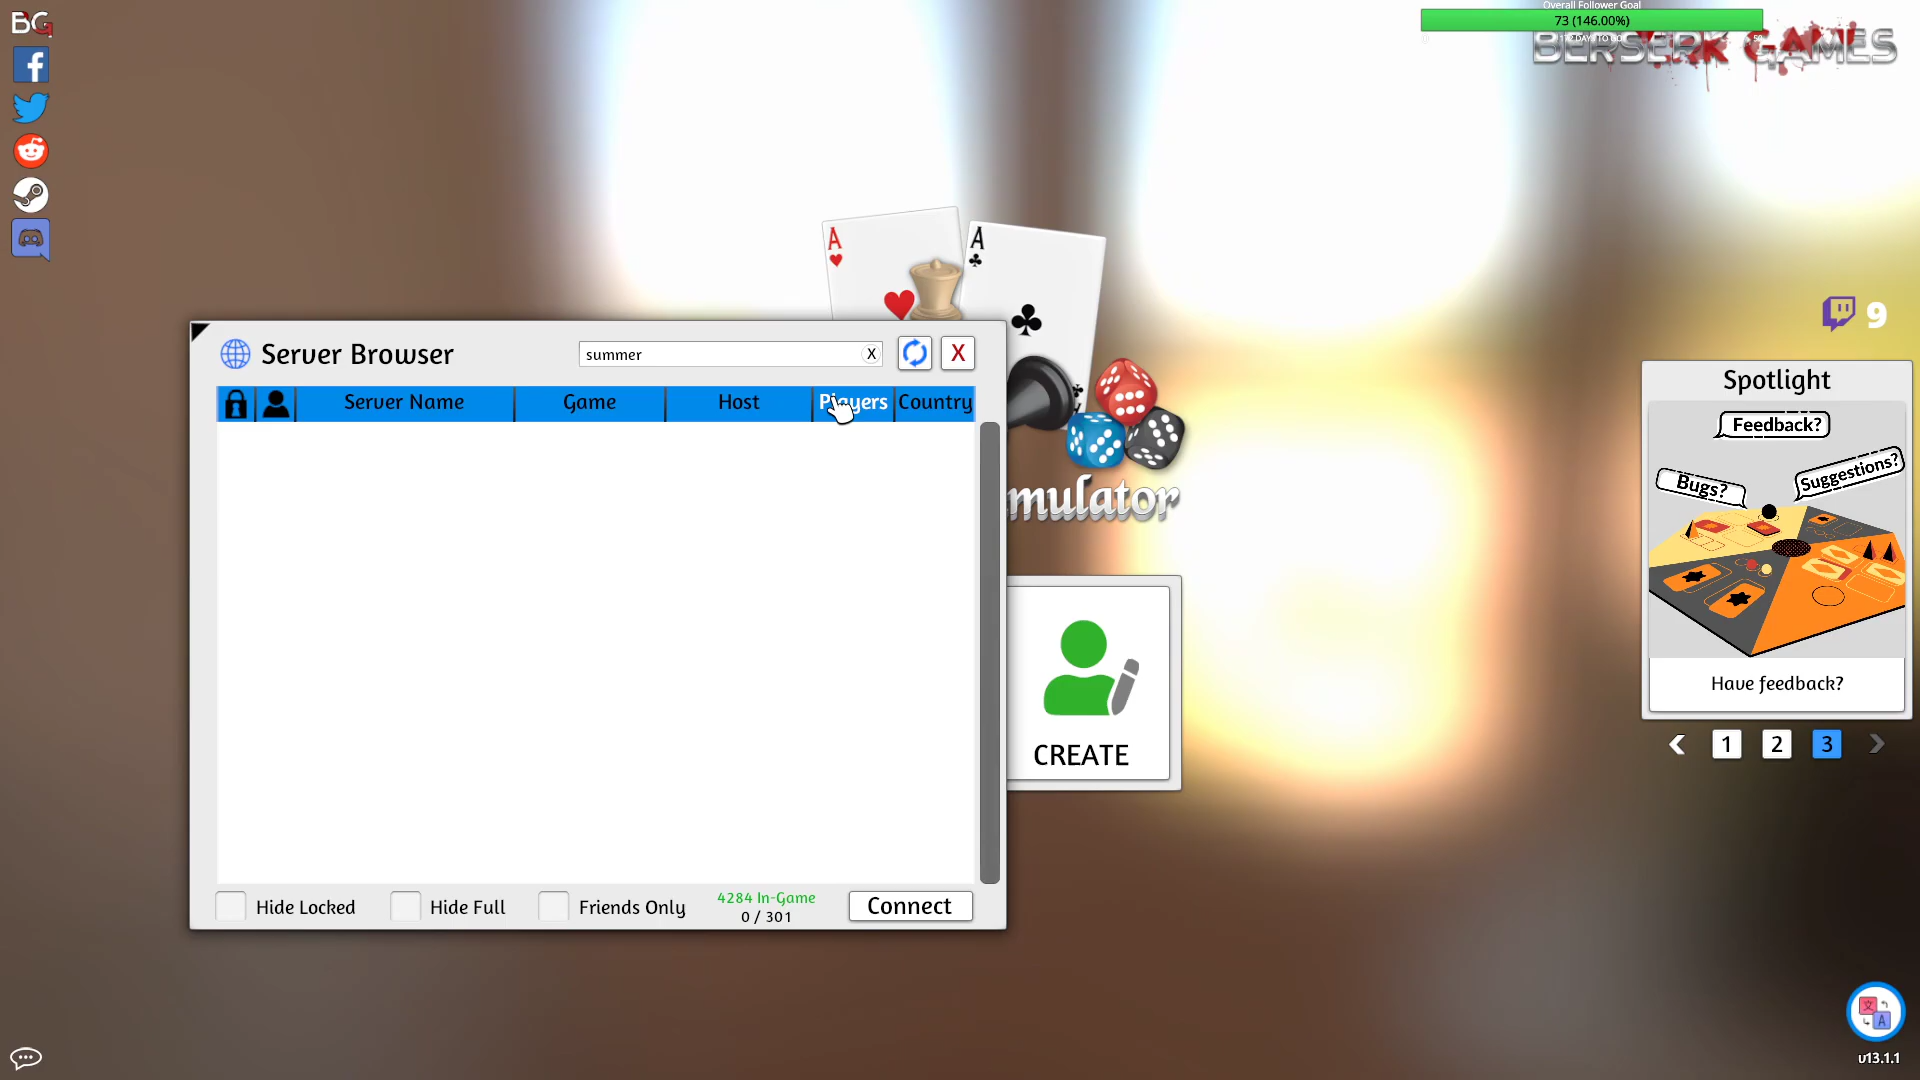 BG
Overall Follower Goal
73 (146.00%)
BERSERK GAMES
9
A
A
Server Browser
summer
X
X
Server Name
Game
Host
Players
Country
mulator
CREATE
Hide Locked
Hide Full
Friends Only
4284 In-Game
0 / 301
Connect
Spotlight
Feedback?
Bugs?
Suggestions?
Have feedback?
1
2
3
文
A
v13.1.1